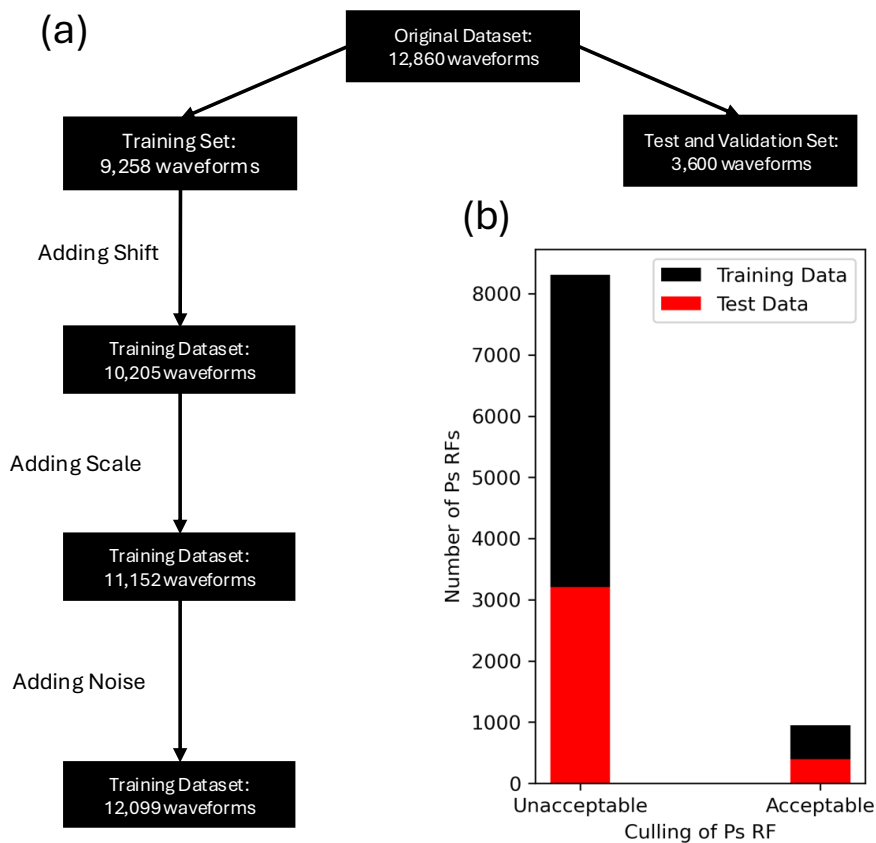 (a)
Original Dataset:
12,860 waveforms
Training Set:
9,258 waveforms
Test and Validation Set:
3,600 waveforms
Adding Shift
Training Dataset:
10,205 waveforms
Adding Scale
Training Dataset:
11,152 waveforms
Adding Noise
Training Dataset:
12,099 waveforms
(b)
Training Data
Test Data
Number of Ps RFs
8000
7000
6000
5000
4000
3000
2000
1000
0
Unacceptable
Acceptable
Culling of Ps RF